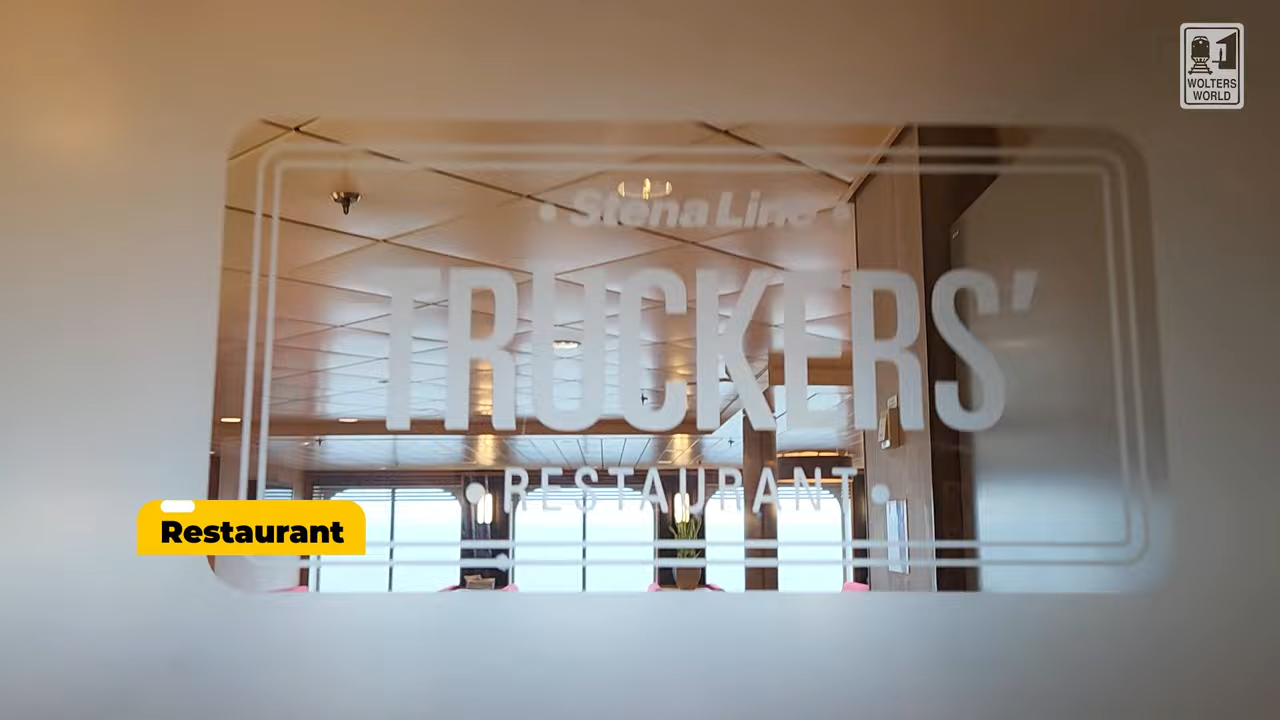 WOLTERS
WORLD
• Stena Line •
TRUCKERS'
• RESTAURANT •
Restaurant